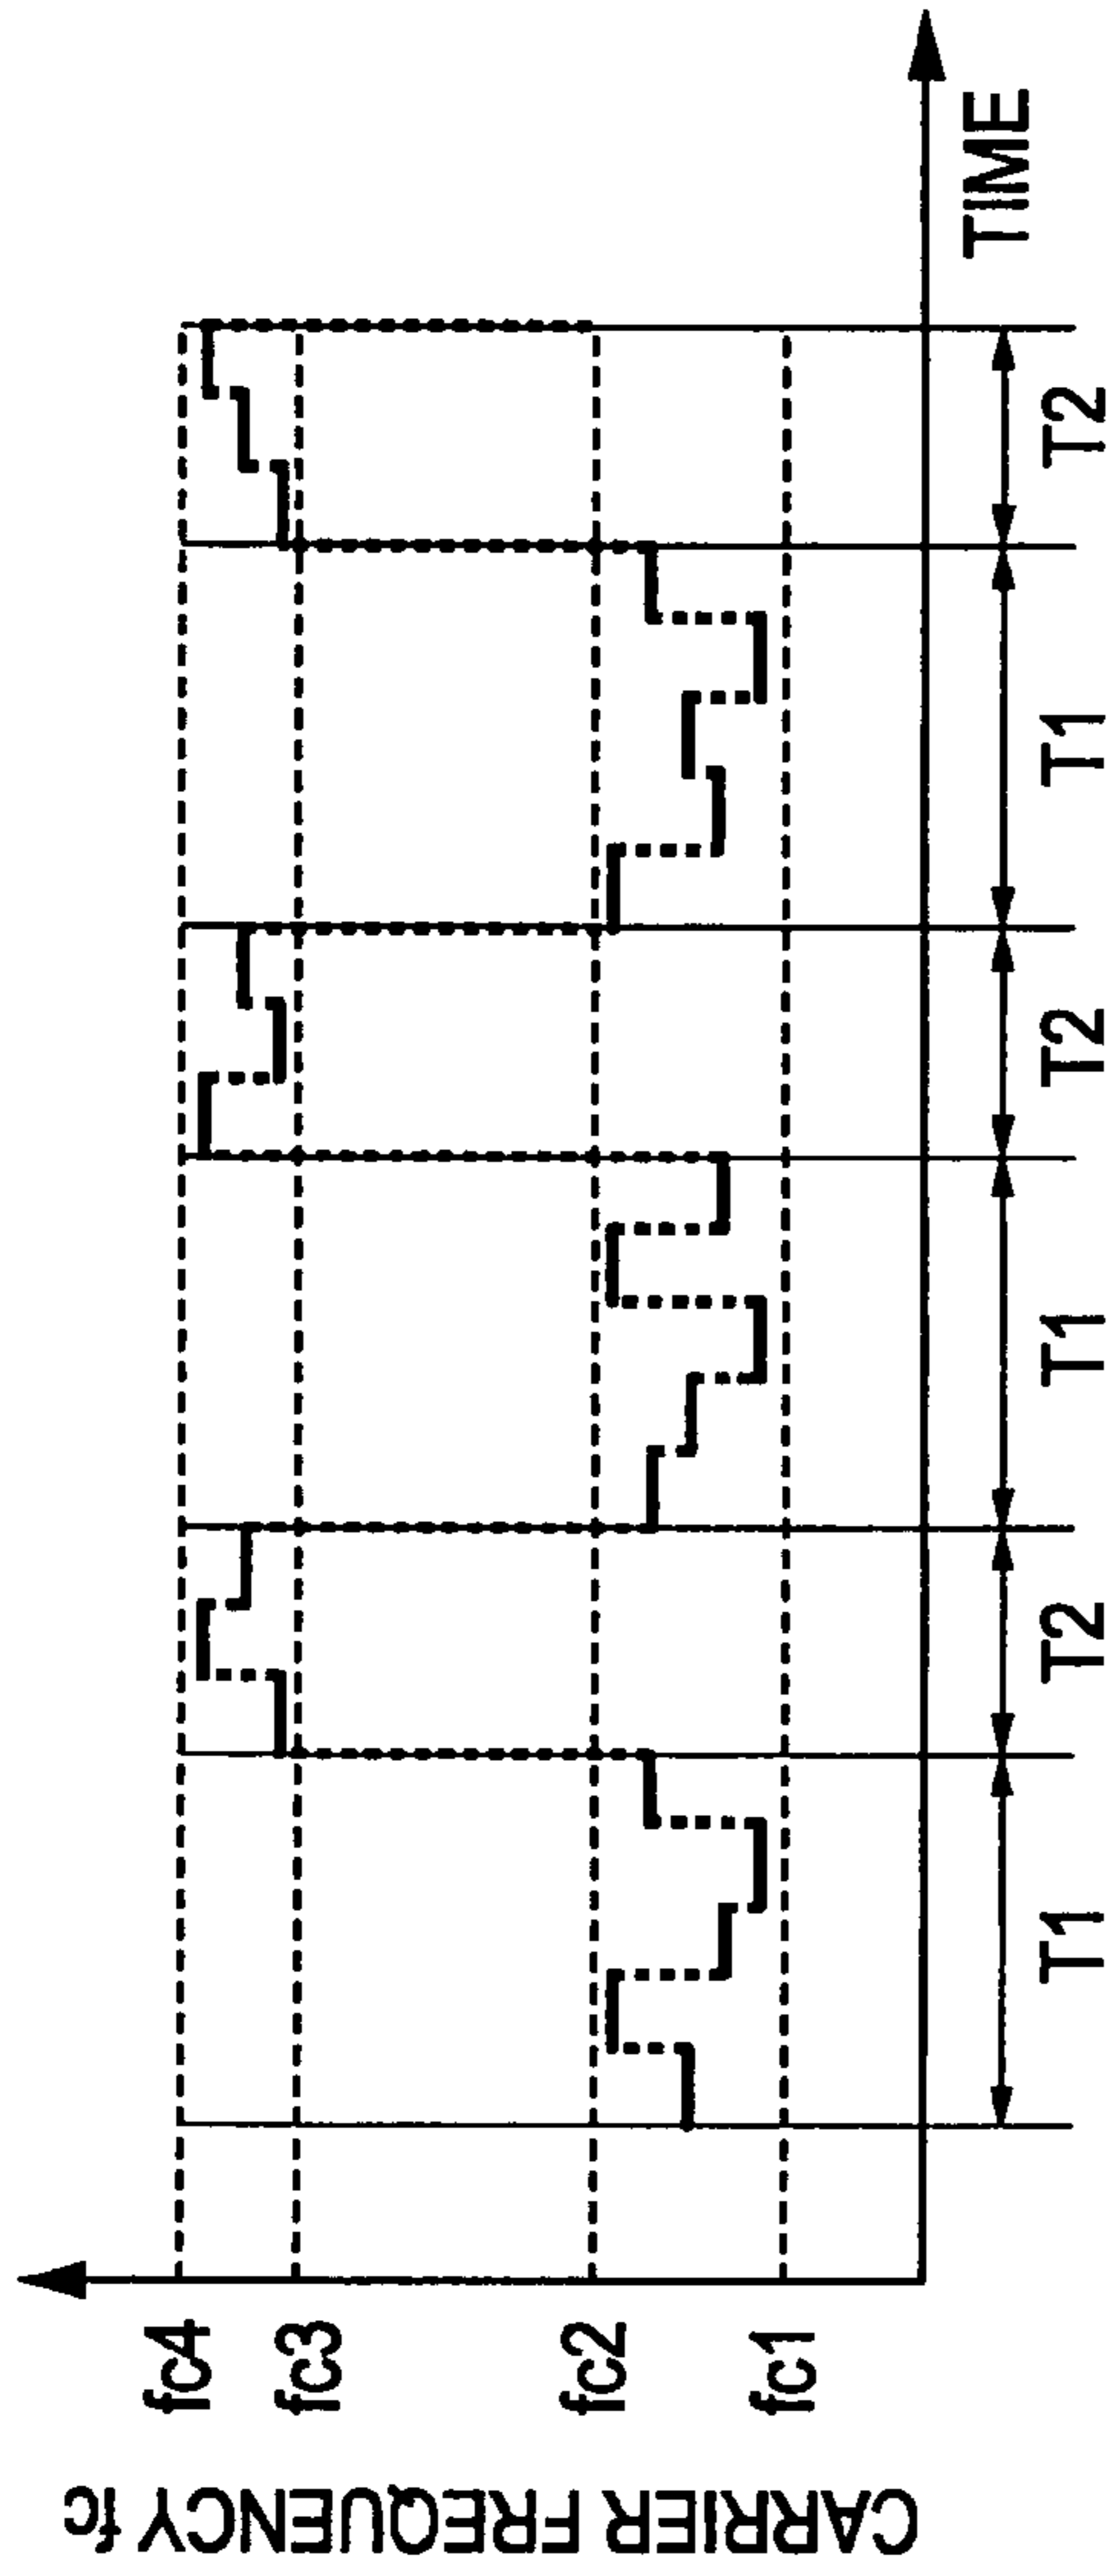 CARRIER FREQUENCY fc
fc4
fc3
fc2
fc1
T1
T2
T1
T2
T1
T2
TIME